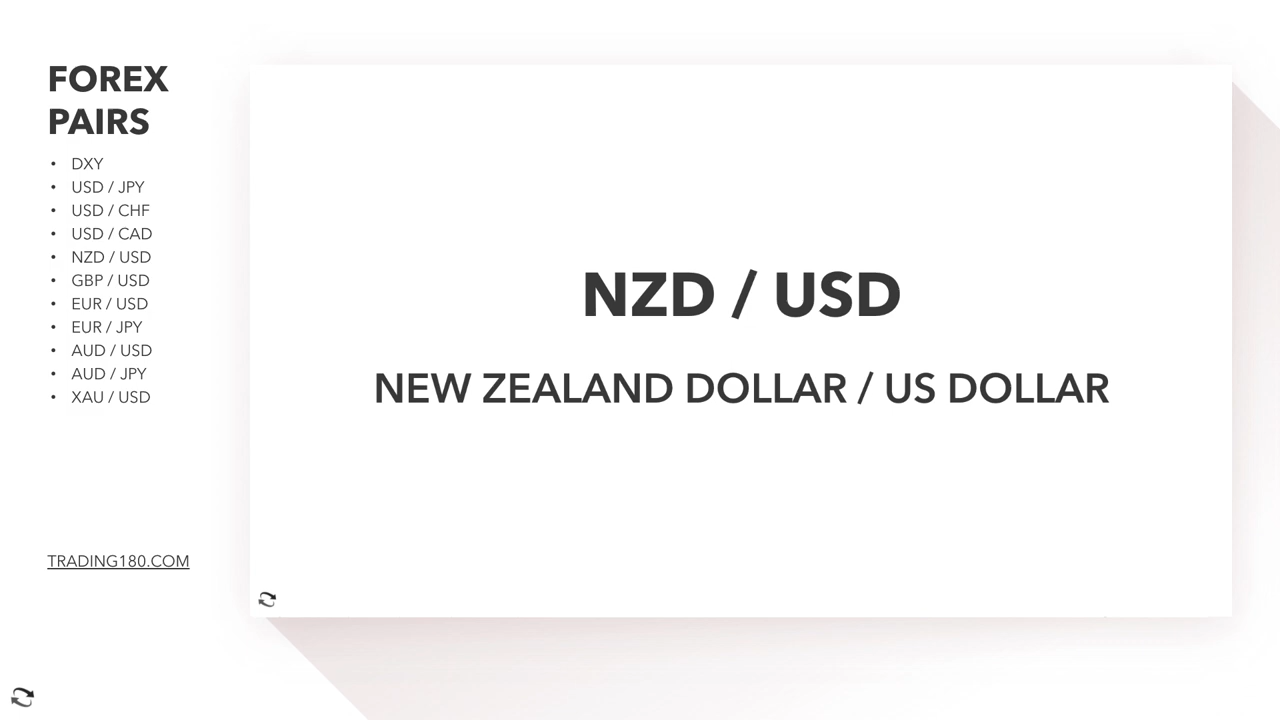 FOREX
PAIRS
• DXY
• USD / JPY
• USD / CHF
• USD / CAD
• NZD / USD
• GBP / USD
• EUR / USD
• EUR / JPY
• AUD / USD
• AUD / JPY
• XAU / USD
TRADING180.COM
NZD / USD
NEW ZEALAND DOLLAR / US DOLLAR